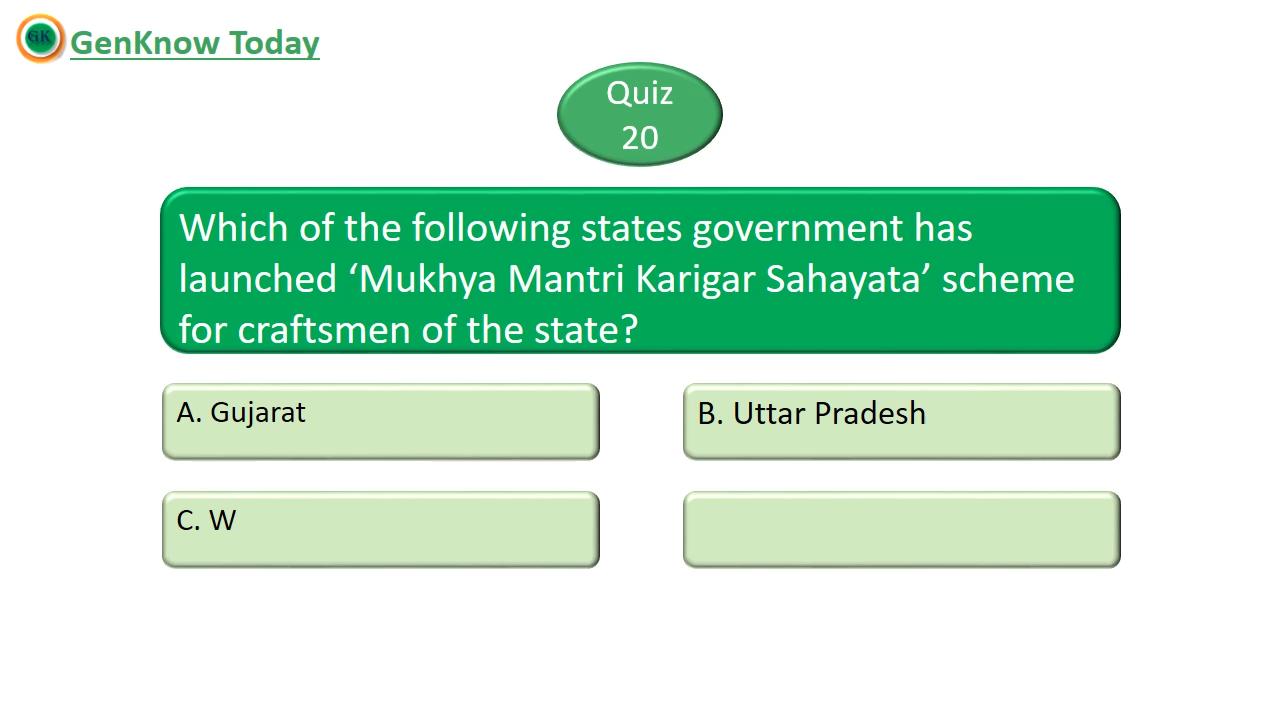 GK
GenKnow Today
Quiz
20
Which of the following states government has
launched ‘Mukhya Mantri Karigar Sahayata’ scheme
for craftsmen of the state?
A. Gujarat
B. Uttar Pradesh
C. W